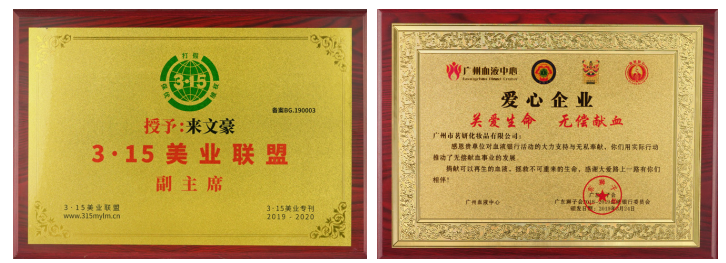 打假
3·15
备案BG.190003
授予:来文豪
3·15美业联盟
副主席
3·15美业联盟
www.315mylm.cn
3·15美业专刊
2019 - 2020
广州血液中心
Guangzhou Blood Center
爱心企业
关爱生命 无偿献血
广州市茗妍化妆品有限公司:
感恩贵单位对血液银行活动的大力支持与无私奉献,你们用实际行动
推动了无偿献血事业的发展。
捐献可以再生的血液,拯救不可重来的生命,感谢大爱路上一路有你们
相伴!
广州血液中心